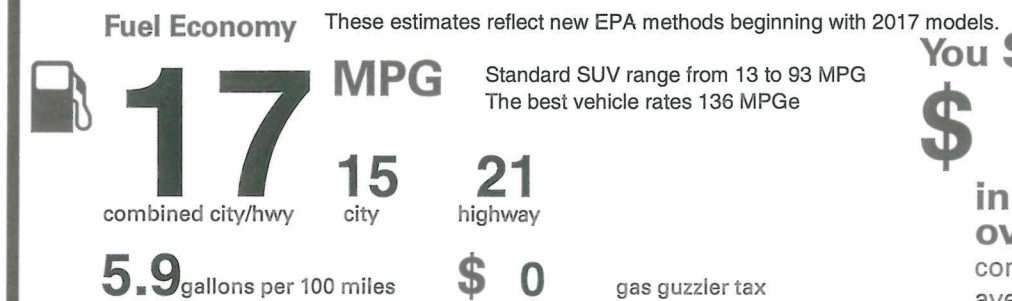 Fuel Economy
These estimates reflect new EPA methods beginning with 2017 models.
17
MPG
Standard SUV range from 13 to 93 MPG
The best vehicle rates 136 MPGe
combined city/hwy
15
city
21
highway
5.9 gallons per 100 miles
$ 0
gas guzzler tax
You
$
in